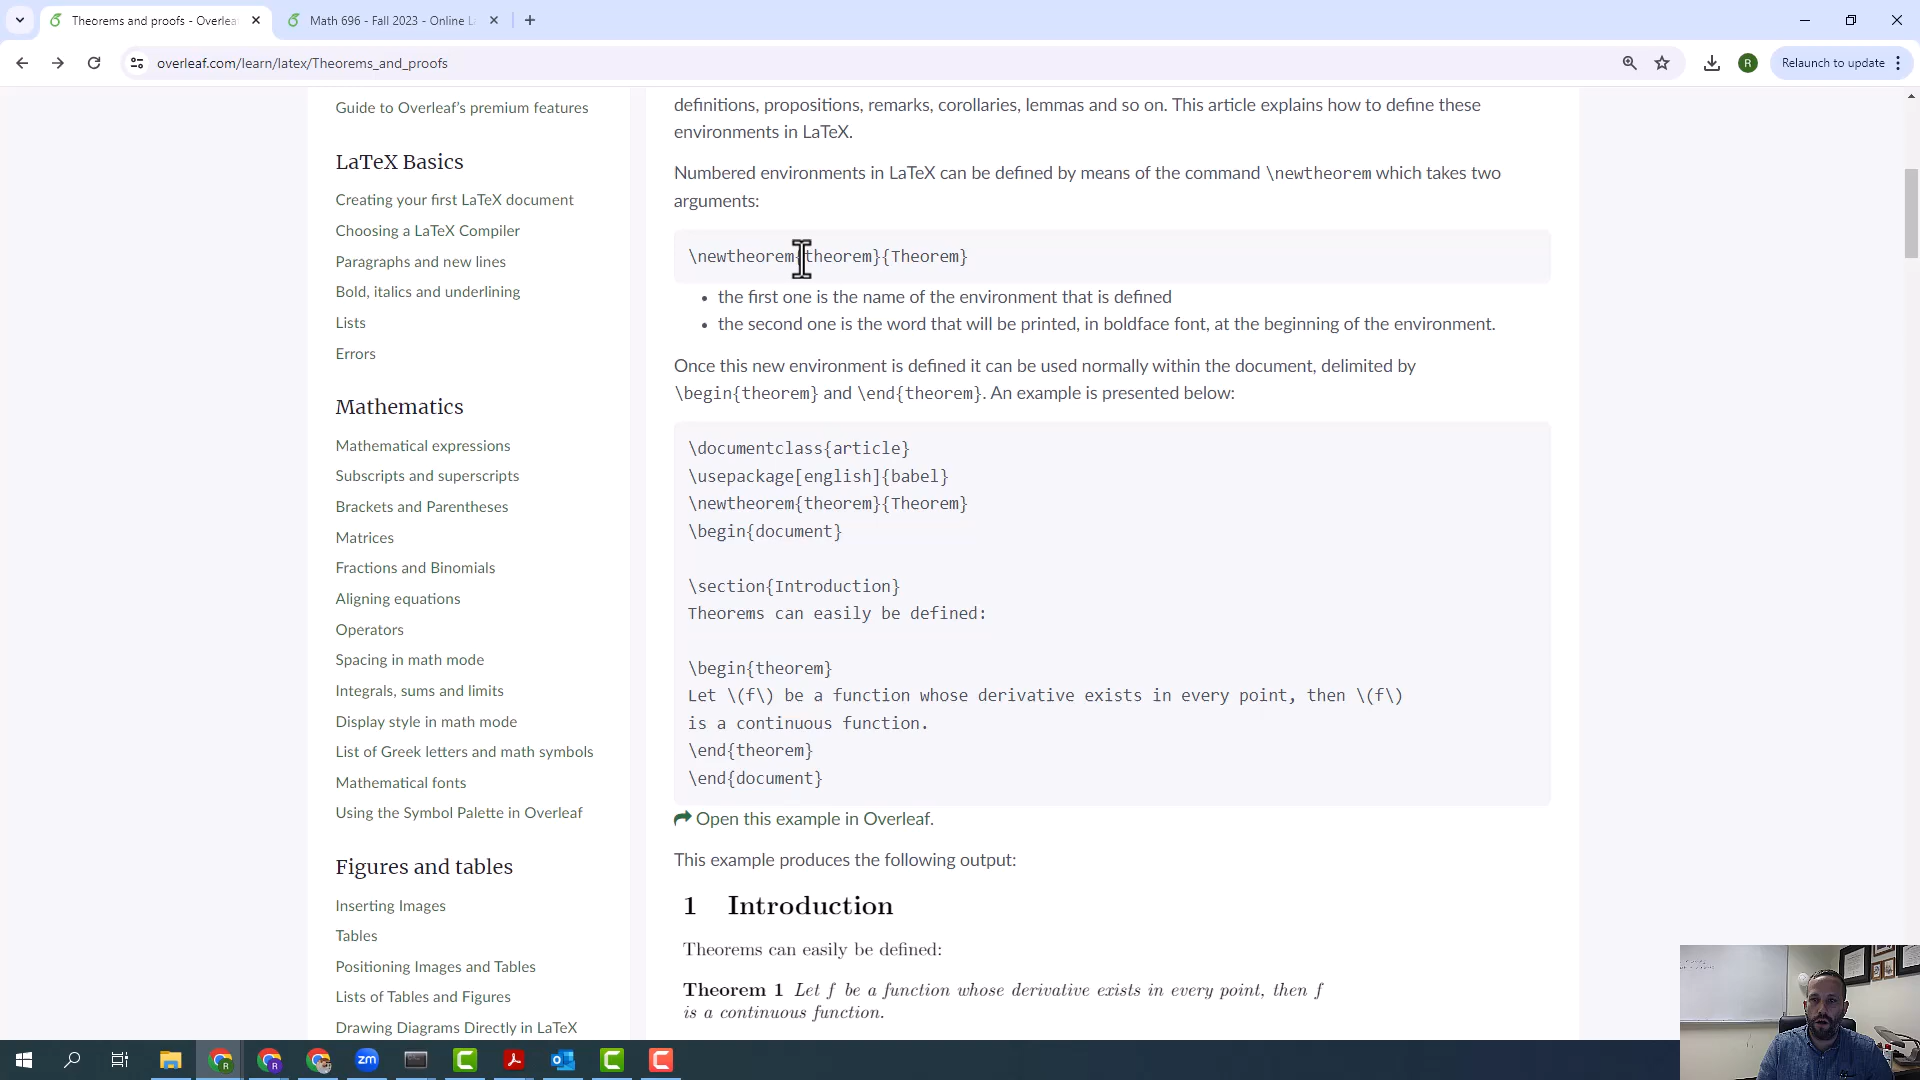 Theorems and proofs - Overlea
Math 696 - Fall 2023 - Online L
overleaf.com/learn/latex/Theorems_and_proofs
R
Relaunch to update
Guide to Overleaf's premium features
LaTeX Basics
Creating your first LaTeX document
Choosing a LaTeX Compiler
Paragraphs and new lines
Bold, italics and underlining
Lists
Errors
Mathematics
Mathematical expressions
Subscripts and superscripts
Brackets and Parentheses
Matrices
Fractions and Binomials
Aligning equations
Operators
Spacing in math mode
Integrals, sums and limits
Display style in math mode
List of Greek letters and math symbols
Mathematical fonts
Using the Symbol Palette in Overleaf
Figures and tables
Inserting Images
Tables
Positioning Images and Tables
Lists of Tables and Figures
Drawing Diagrams Directly in LaTeX
definitions, propositions, remarks, corollaries, lemmas and so on. This article explains how to define these
environments in LaTeX.
Numbered environments in LaTeX can be defined by means of the command \newtheorem which takes two
arguments:
\newtheorem{theorem}{Theorem}
• the first one is the name of the environment that is defined
• the second one is the word that will be printed, in boldface font, at the beginning of the environment.
Once this new environment is defined it can be used normally within the document, delimited by
\begin{theorem} and \end{theorem}. An example is presented below:
\documentclass{article}
\usepackage[english]{babel}
\newtheorem{theorem}{Theorem}
\begin{document}
\section{Introduction}
Theorems can easily be defined:
\begin{theorem}
Let \(f\) be a function whose derivative exists in every point, then \(f\)
is a continuous function.
\end{theorem}
\end{document}
Open this example in Overleaf.
This example produces the following output:
1 Introduction
Theorems can easily be defined:
Theorem 1 Let f be a function whose derivative exists in every point, then f
is a continuous function.
zm